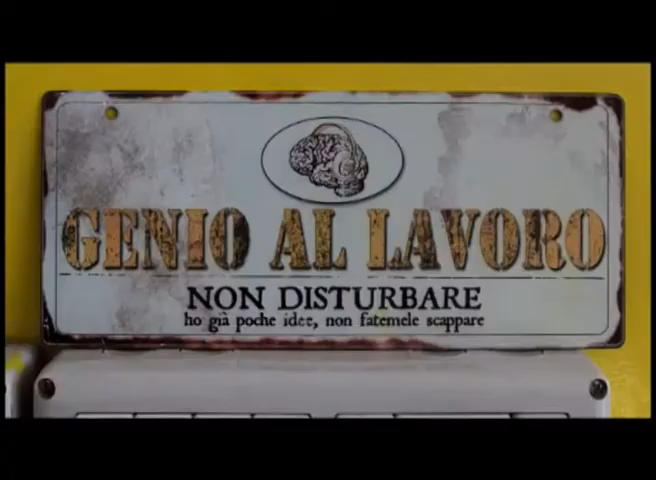 GENIO AL LAVORO
NON DISTURBARE
ho già poche idee, non fatemele scappare